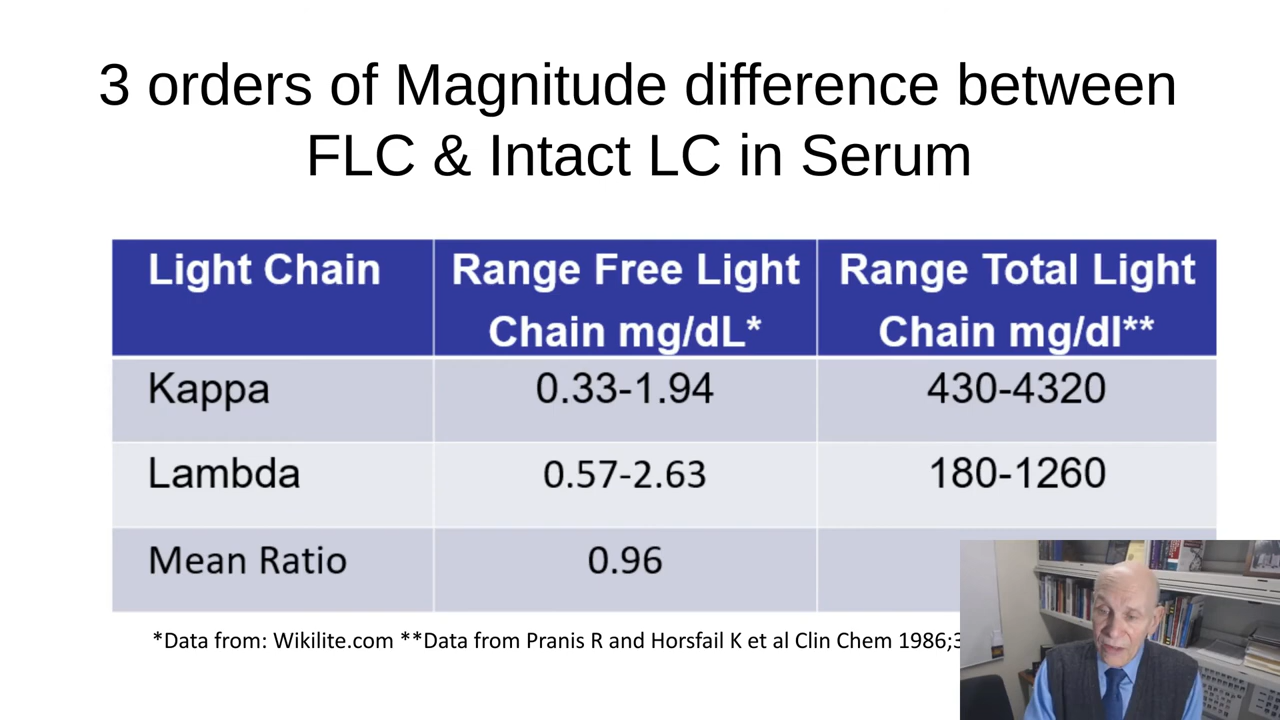 3 orders of Magnitude difference between
FLC & Intact LC in Serum
Light Chain
Range Free Light
Chain mg/dL*
Range Total Light
Chain mg/dl**
Kappa 0.33-1.94 430-4320
Lambda 0.57-2.63 180-1260
Mean Ratio 0.96
*Data from: Wikilite.com **Data from Pranis R and Horsfail K et al Clin Chem 1986;3